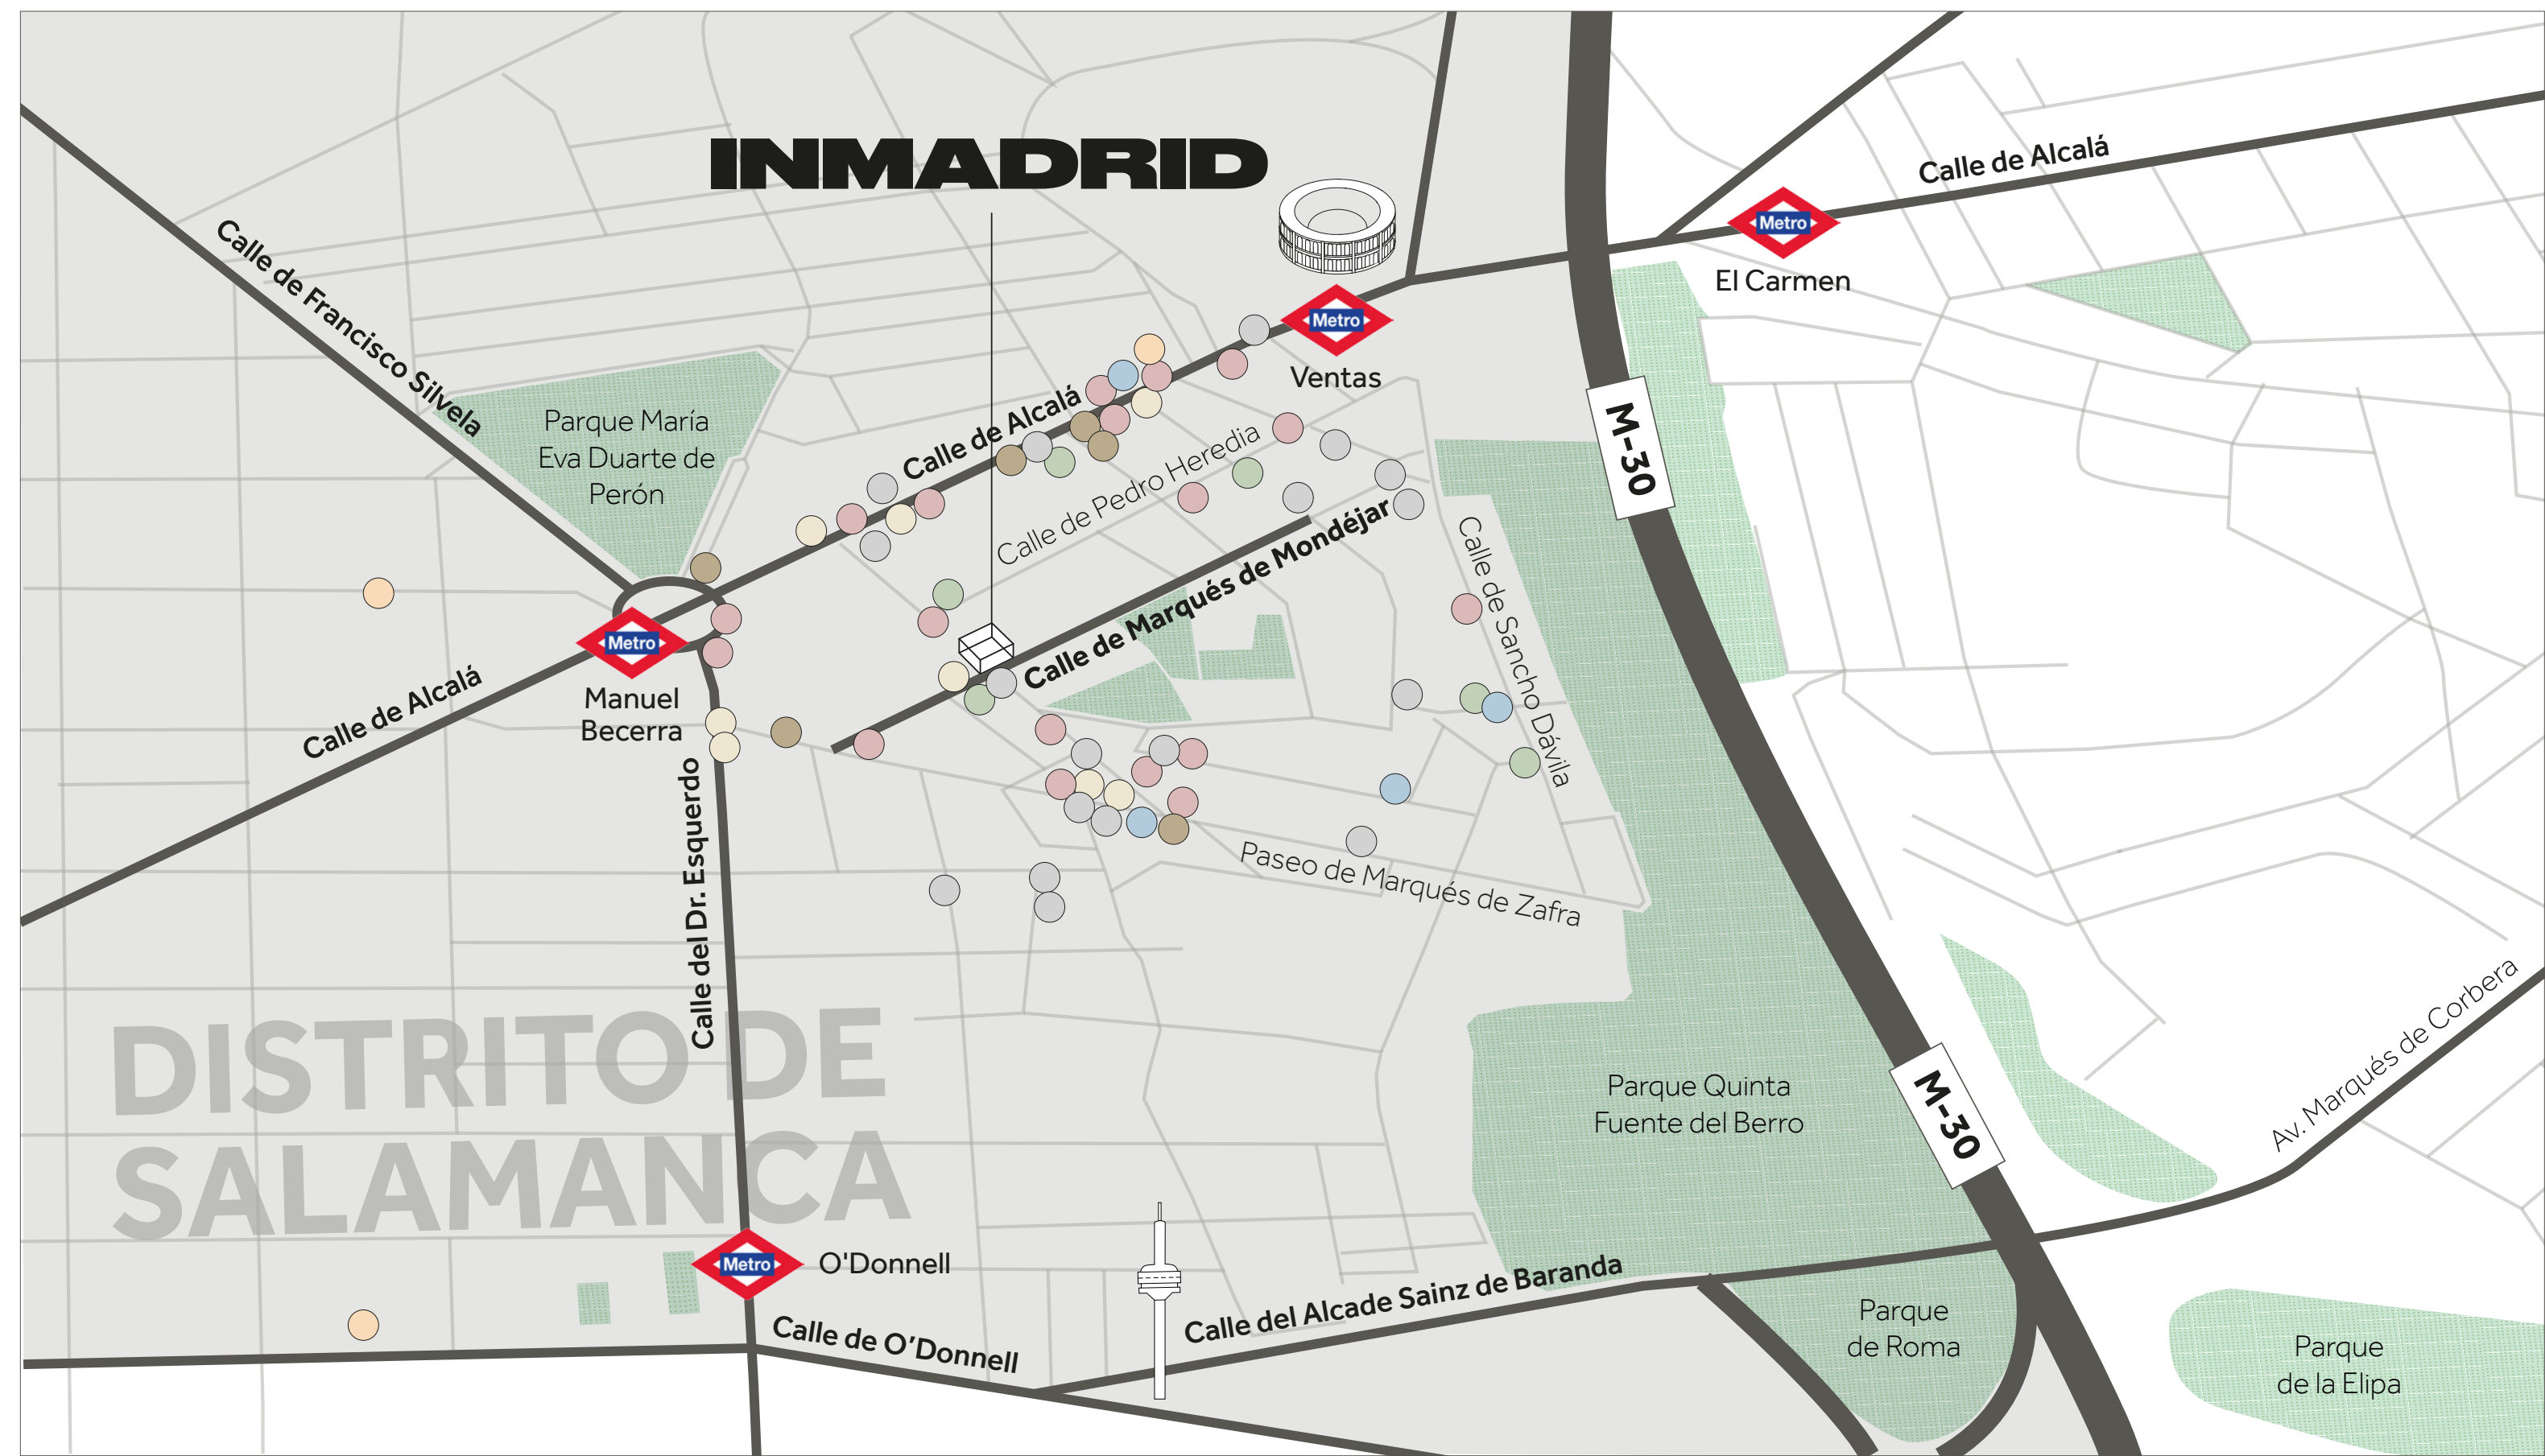 INMADRID
Calle de Alcalá
Metro
El Carmen
Calle de Francisco Silvela
Metro
Ventas
Calle de Alcalá
Parque María
Eva Duarte de
Perón
Calle de Pedro Heredia
M-30
Calle de Marqués de Mondéjar
Calle de Sancho Dávila
Metro
Manuel
Becerra
Calle de Alcalá
Calle del Dr. Esquerdo
Paseo de Marqués de Zafra
DISTRITO DE
SALAMANCA
Parque Quinta
Fuente del Berro
M-30
Av. Marqués de Corbera
Metro
O'Donnell
Calle de O’Donnell
Calle del Alcade Sainz de Baranda
Parque
de Roma
Parque
de la Elipa